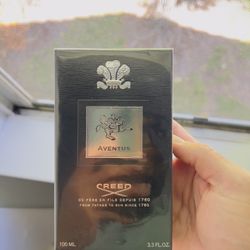 AVENTUS
CREED
DE PÈRE EN FILS DEPUIS 1760
FROM FATHER TO SON SINCE 1760
100 ML 3.3 FL.OZ